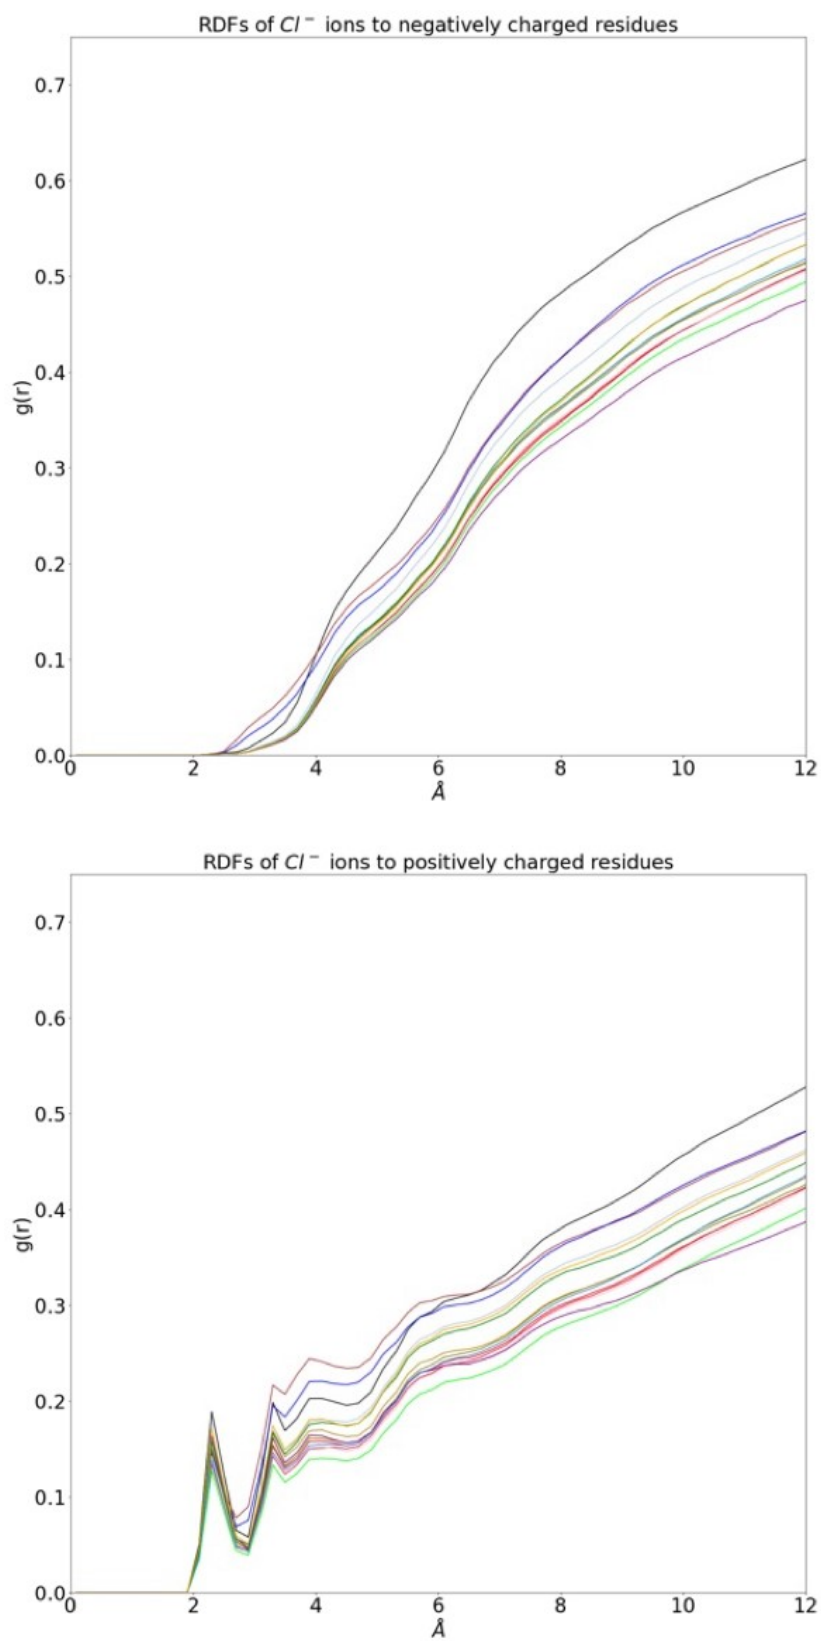 RDFs of Cl⁻ ions to negatively charged residues
0.7
0.6
0.5
0.4
g(r)
0.3
0.2
0.1
0.0
0 2 4 6 8 10 12
Å
RDFs of Cl⁻ ions to positively charged residues
0.7
0.6
0.5
0.4
g(r)
0.3
0.2
0.1
0.0
0 2 4 6 8 10 12
Å